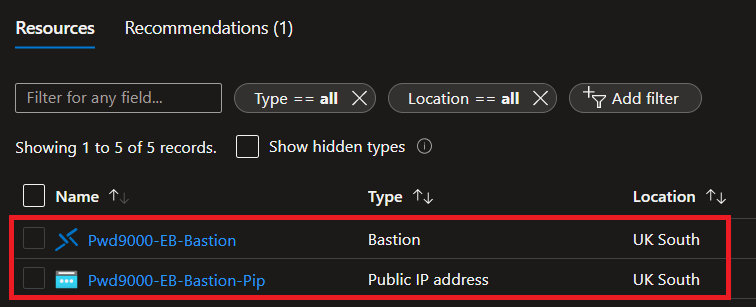 Resources Recommendations (1)
Filter for any field... Type == all Location == all Add filter
Showing 1 to 5 of 5 records. Show hidden types
Name Type Location
Pwd9000-EB-Bastion Bastion UK South
Pwd9000-EB-Bastion-Pip Public IP address UK South